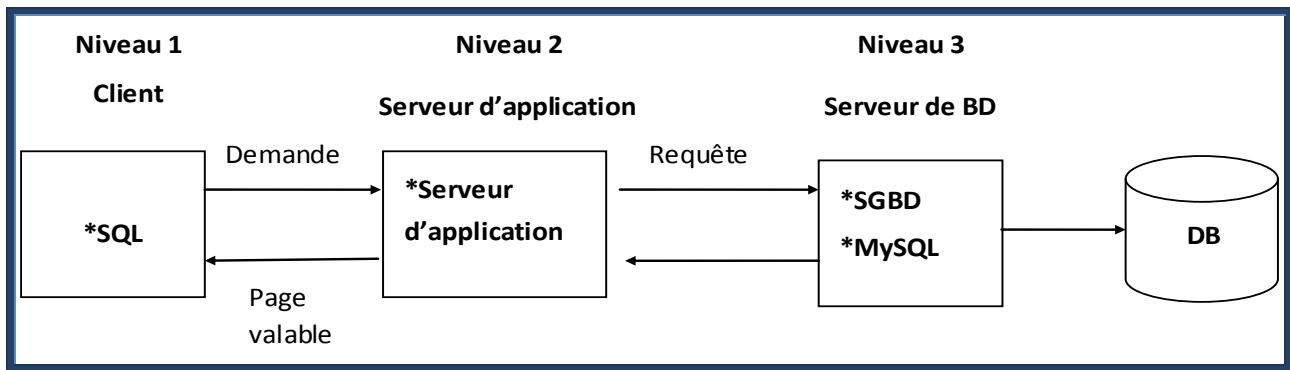 Niveau 1
Niveau 2
Niveau 3
Client
Serveur d'application
Serveur de BD
Demande
Requête
*SQL
*Serveur
d'application
*SGBD
*MySQL
DB
Page
valable